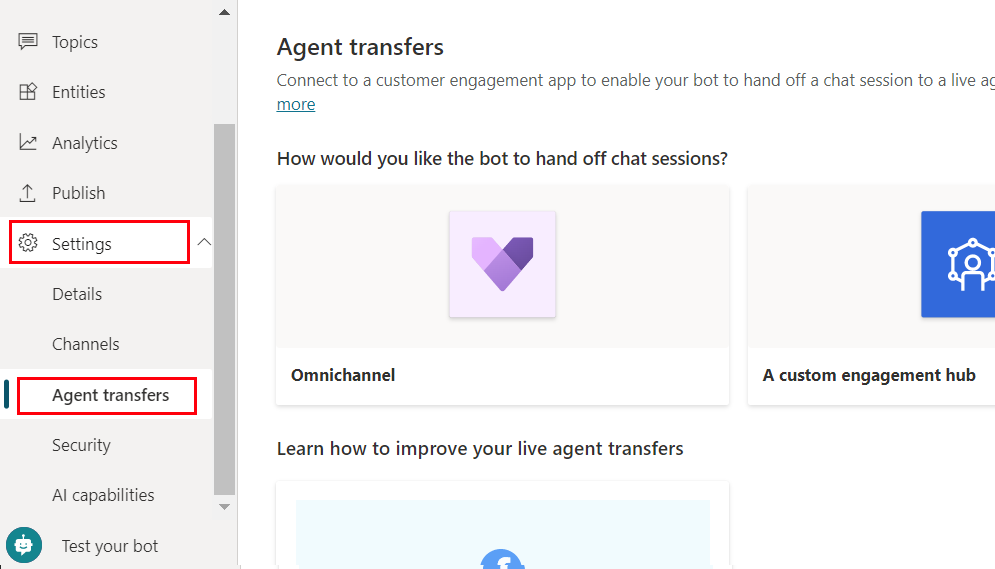 Topics
Entities
Analytics
Publish
Settings
Details
Channels
Agent transfers
Security
AI capabilities
Test your bot
Agent transfers
Connect to a customer engagement app to enable your bot to hand off a chat session to a live
more
How would you like the bot to hand off chat sessions?
Omnichannel
A custom engagement hub
Learn how to improve your live agent transfers